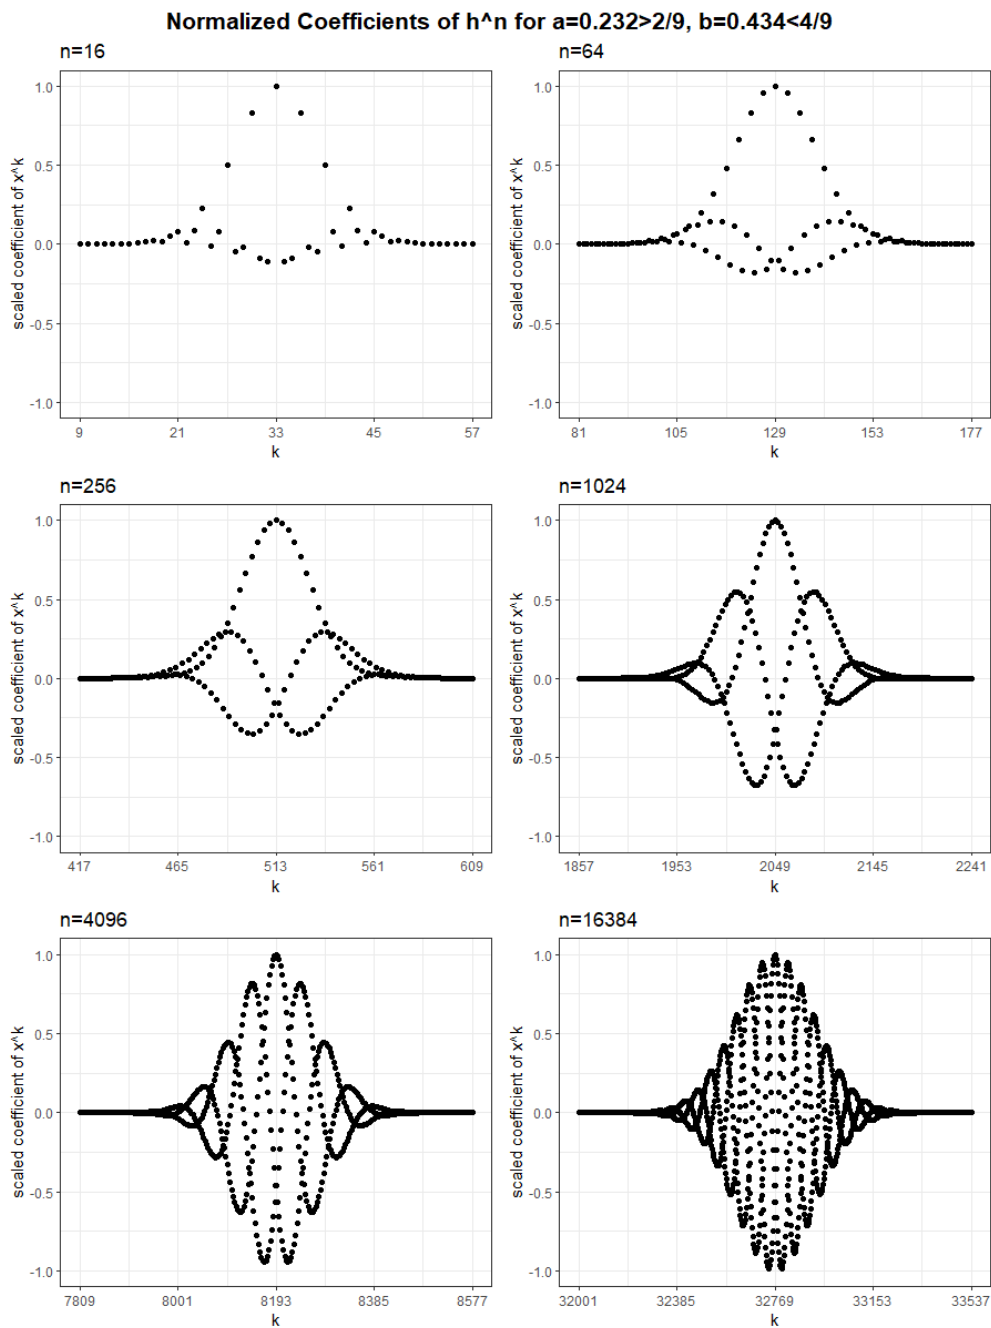 Normalized Coefficients of h^n for a=0.232>2/9, b=0.434<4/9
n=16
1.0
0.5
0.0
-0.5
-1.0
scaled coefficient of x^k
9 21 33 45 57
k
n=64
1.0
0.5
0.0
-0.5
-1.0
scaled coefficient of x^k
81 105 129 153 177
k
n=256
1.0
0.5
0.0
-0.5
-1.0
scaled coefficient of x^k
417 465 513 561 609
k
n=1024
1.0
0.5
0.0
-0.5
-1.0
scaled coefficient of x^k
1857 1953 2049 2145 2241
k
n=4096
1.0
0.5
0.0
-0.5
-1.0
scaled coefficient of x^k
7809 8001 8193 8385 8577
k
n=16384
1.0
0.5
0.0
-0.5
-1.0
scaled coefficient of x^k
32001 32385 32769 33153 33537
k